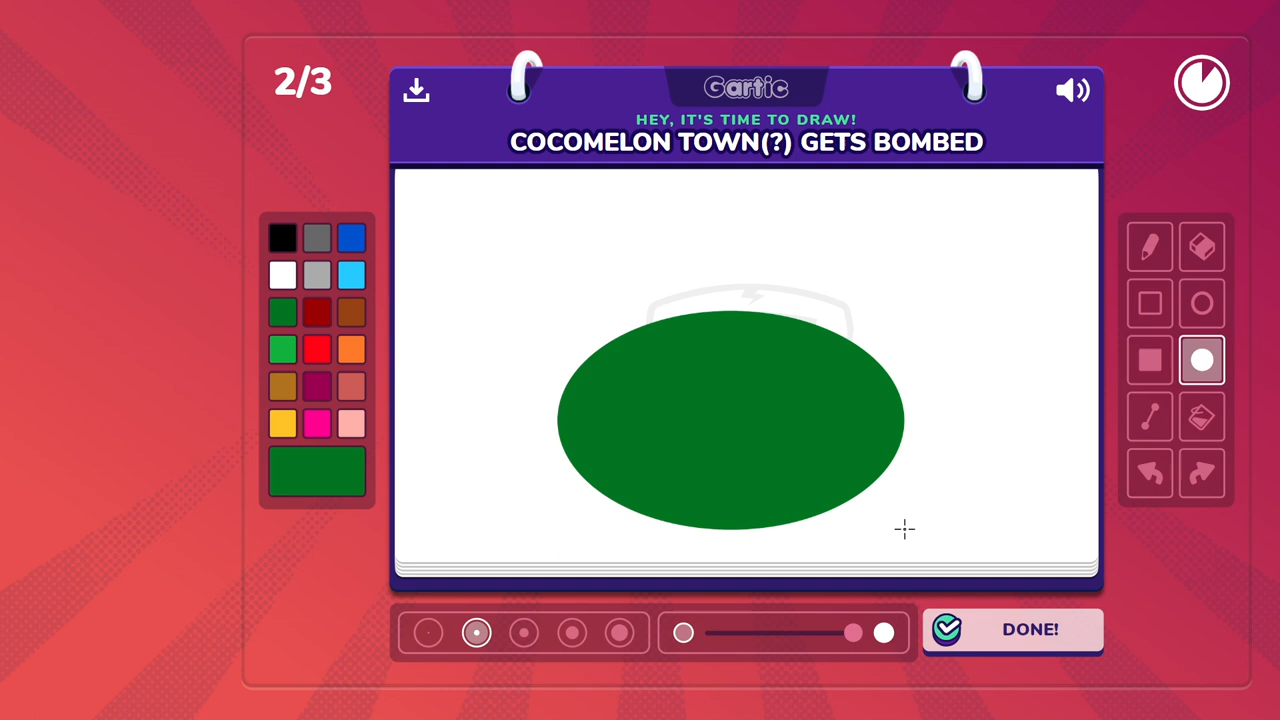 2/3
Gartic
HEY, IT'S TIME TO DRAW!
COCOMELON TOWN(?) GETS BOMBED
DONE!